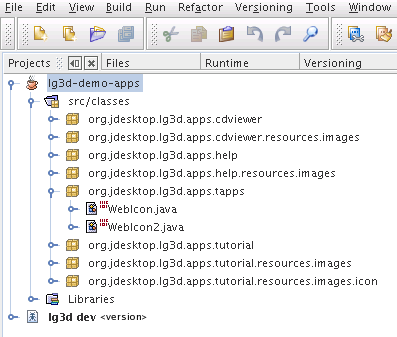 File Edit View Build Run Refactor Versioning Tools Window
Projects Files Runtime Versioning
lg3d-demo-apps
src/classes
org.jdesktop.lg3d.apps.cdviewer
org.jdesktop.lg3d.apps.cdviewer.resources.images
org.jdesktop.lg3d.apps.help
org.jdesktop.lg3d.apps.help.resources.images
org.jdesktop.lg3d.apps.tapps
WebIcon.java
WebIcon2.java
org.jdesktop.lg3d.apps.tutorial
org.jdesktop.lg3d.apps.tutorial.resources.images
org.jdesktop.lg3d.apps.tutorial.resources.images.icon
Libraries
lg3d dev <version>